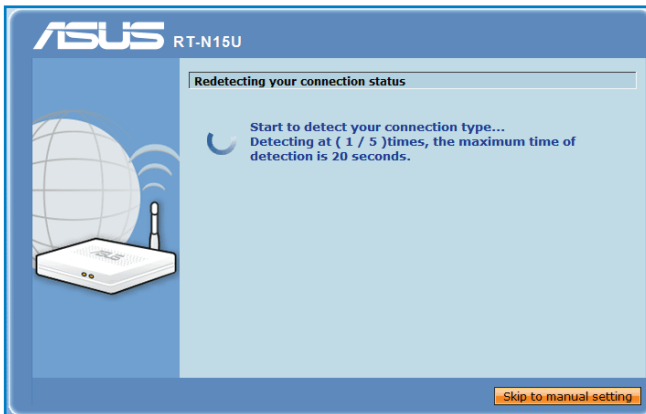 ASUS RT-N15U
Redetecting your connection status
Start to detect your connection type...
Detecting at ( 1 / 5 )times, the maximum time of
detection is 20 seconds.
ASUS
Skip to manual setting